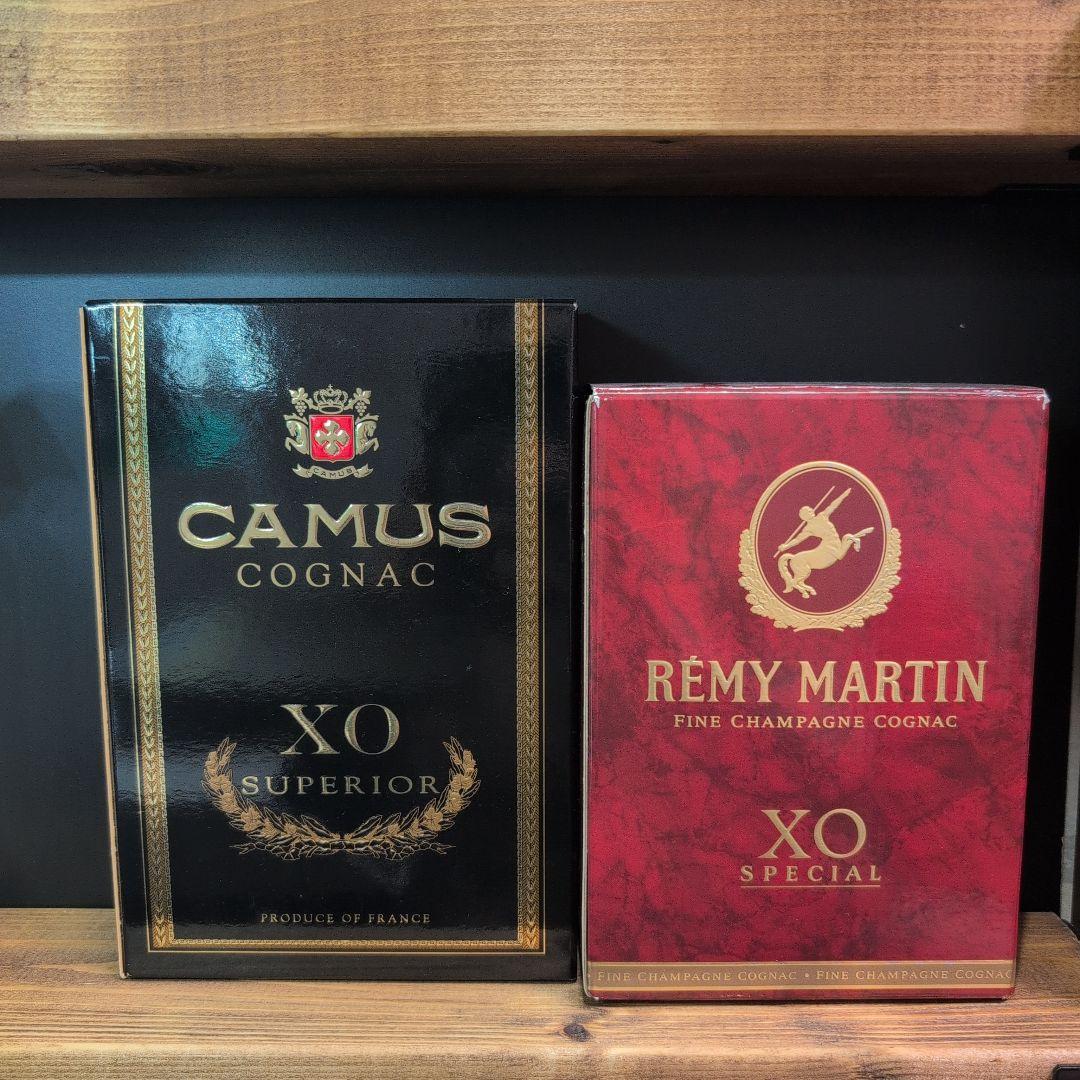 CAMUS
CAMUS
COGNAC
XO
SUPERIOR
PRODUCE OF FRANCE
RÉMY MARTIN
FINE CHAMPAGNE COGNAC
XO
SPECIAL
FINE CHAMPAGNE COGNAC • FINE CHAMPAGNE COGNAC